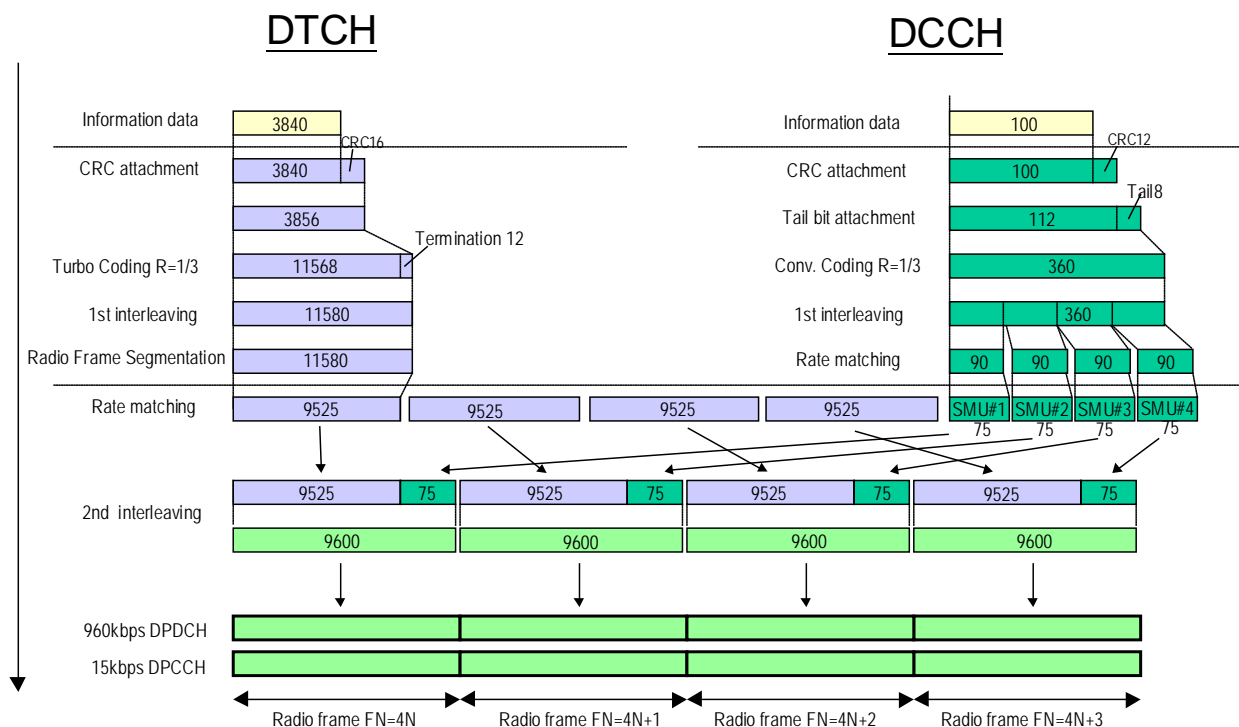 DTCH
DCCH
Information data
3840
CRC16
CRC attachment
3840
3856
Termination 12
Turbo Coding R=1/3
11568
1st interleaving
11580
Radio Frame Segmentation
11580
Information data
100
CRC12
CRC attachment
100
Tail8
Tail bit attachment
112
Conv. Coding R=1/3
360
1st interleaving
360
Rate matching
90 90 90 90
Rate matching
9525 9525 9525 9525
SMU#1 SMU#2 SMU#3 SMU#4
75 75 75 75
2nd interleaving
9525 75 9525 75 9525 75 9525 75
9600 9600 9600 9600
960kbps DPDCH
15kbps DPCCH
Radio frame FN=4N Radio frame FN=4N+1 Radio frame FN=4N+2 Radio frame FN=4N+3